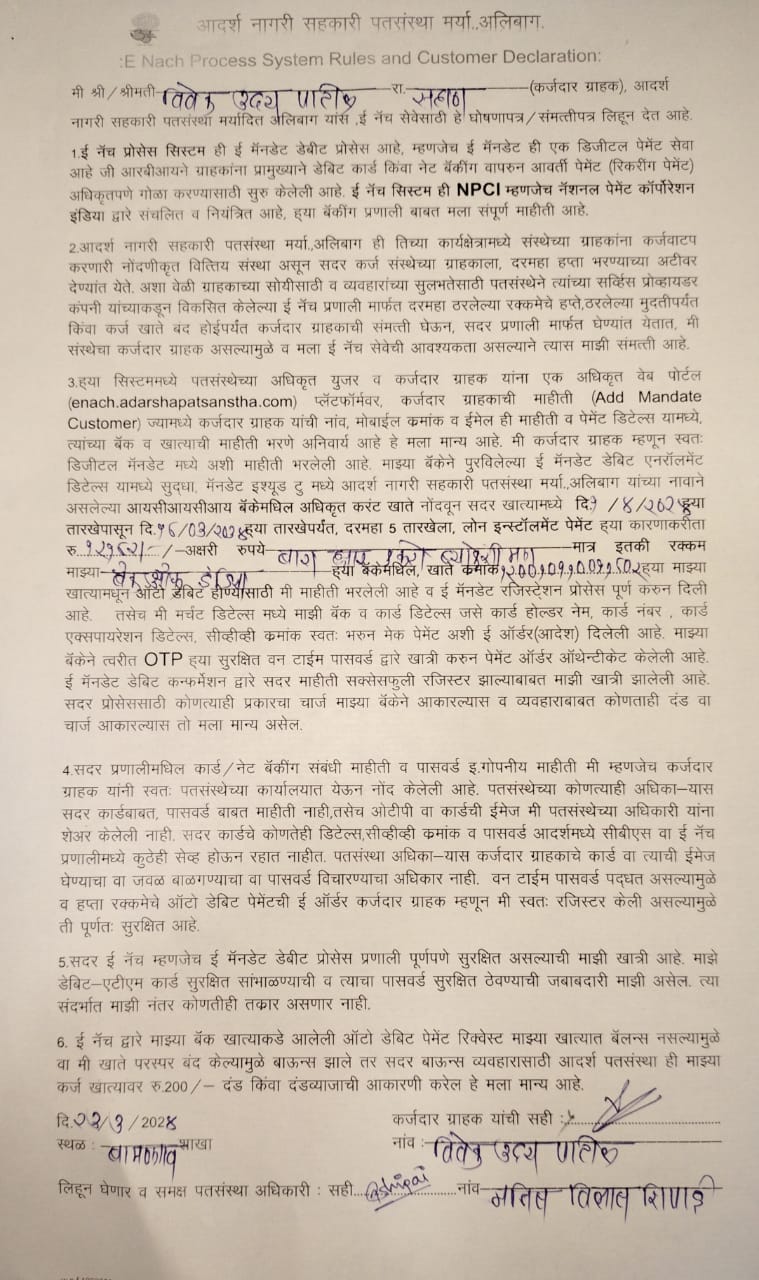 आदर्श नागरी सहकारी पतसंस्था मर्या.,अलिबाग.
:E Nach Process System Rules and Customer Declaration:
मी श्री/श्रीमती विवेक उदय पाटील रा. सहाण (कर्जदार ग्राहक), आदर्श
नागरी सहकारी पतसंस्था मर्यादित अलिबाग यांस ,ई नॅच सेवेसाठी हे घोषणापत्र/संमत्तीपत्र लिहून देत आहे.
1.ई नॅच प्रोसेस सिस्टम ही ई मॅनडेट डेबीट प्रोसेस आहे, म्हणजेच ई मॅनडेट ही एक डिजीटल पेमेंट सेवा
आहे जी आरबीआयने ग्राहकांना प्रामुख्याने डेबिट कार्ड किंवा नेट बॅकींग वापरुन आवर्ती पेमेंट (रिकरींग पेमेंट)
अधिकृतपणे गोळा करण्यासाठी सुरु केलेली आहे. ई नॅच सिस्टम ही NPCI म्हणजेच नॅशनल पेमेंट कॉर्पोरेशन
इंडिया द्वारे संचलित व नियंत्रित आहे, हया बॅकींग प्रणाली बाबत मला संपूर्ण माहीती आहे.
2.आदर्श नागरी सहकारी पतसंस्था मर्या.,अलिबाग ही तिच्या कार्यक्षेत्रामध्ये संस्थेच्या ग्राहकांना कर्जवाटप
करणारी नोंदणीकृत वित्तिय संस्था असून सदर कर्ज संस्थेच्या ग्राहकाला, दरमहा हप्ता भरण्याच्या अटीवर
देण्यांत येते. अशा वेळी ग्राहकाच्या सोयीसाठी व व्यवहारांच्या सुलभतेसाठी पतसंस्थेने त्यांच्या सर्व्हिस प्रोव्हायडर
कंपनी यांच्याकडून विकसित केलेल्या ई नॅच प्रणाली मार्फत दरमहा ठरलेल्या रक्कमेचे हप्ते,ठरलेल्या मुदतीपर्यंत
किंवा कर्ज खाते बद होईपर्यंत कर्जदार ग्राहकाची संमत्ती घेऊन, सदर प्रणाली मार्फत घेण्यांत येतात, मी
संस्थेचा कर्जदार ग्राहक असल्यामुळे व मला ई नॅच सेवेची आवश्यकता असल्याने त्यास माझी संमत्ती आहे.
3.हया सिस्टममध्ये पतसंस्थेच्या अधिकृत युजर व कर्जदार ग्राहक यांना एक अधिकृत वेब पोर्टल
(enach.adarshapatsanstha.com) प्लॅटफॉर्मवर, कर्जदार ग्राहकाची माहीती (Add Mandate
Customer) ज्यामध्ये कर्जदार ग्राहक यांची नांव, मोबाईल कमांक व ईमेल ही माहीती व पेमेंट डिटेल्स यामध्ये,
त्यांच्या बॅक व खात्याची माहीती भरणे अनिवार्य आहे हे मला मान्य आहे. मी कर्जदार ग्राहक म्हणून स्वतः
डिजीटल मॅनडेट मध्ये अशी माहीती भरलेली आहे. माझ्या बॅकेने पुरविलेल्या ई मॅनडेट डेबिट एनरॉलमेंट
डिटेल्स यामध्ये सुद्धा, मॅनडेट इश्यूड टु मध्ये आदर्श नागरी सहकारी पतसंस्था मर्या.,अलिबाग यांच्या नावाने
असलेल्या आयसीआयसीआय बॅकेमधिल अधिकृत करंट खाते नोंदवून सदर खात्यामध्ये दि. /४/२०२ हया
तारखेपासून दि. /03/ हया तारखेपर्यंत, दरमहा 5 तारखेला, लोन इन्स्टॉलमेंट पेमेंट हया कारणाकरीता
रु. /-अक्षरी रुपये मात्र इतकी रक्कम
माझ्या बँक ऑफ इंडिया हया बॅकेमधिल, खाते कमांक हया माझ्या
खात्यामधून ऑटो डेबिट होण्यासाठी मी माहीती भरलेली आहे व ई मॅनडेट रजिस्ट्रेशन प्रोसेस पूर्ण करुन दिली
आहे. तसेच मी मर्चंट डिटेल्स मध्ये माझी बॅक व कार्ड डिटेल्स जसे कार्ड होल्डर नेम, कार्ड नंबर , कार्ड
एक्सपायरेशन डिटेल्स, सीव्हीव्ही कमांक स्वतः भरुन मेक पेमेंट अशी ई ऑर्डर(आदेश) दिलेली आहे. माझ्या
बॅकेने त्वरीत OTP हया सुरक्षित वन टाईम पासवर्ड द्वारे खात्री करुन पेमेंट ऑर्डर ऑथेन्टीकेट केलेली आहे.
ई मॅनडेट डेबिट कन्फर्मेशन द्वारे सदर माहीती सक्सेसफुली रजिस्टर झाल्याबाबत माझी खात्री झालेली आहे.
सदर प्रोसेससाठी कोणत्याही प्रकारचा चार्ज माझ्या बॅकेने आकारल्यास व व्यवहाराबाबत कोणताही दंड वा
चार्ज आकारल्यास तो मला मान्य असेल.
4.सदर प्रणालीमधिल कार्ड/नेट बॅकींग संबंधी माहीती व पासवर्ड इ.गोपनीय माहीती मी म्हणजेच कर्जदार
ग्राहक यांनी स्वतः पतसंस्थेच्या कार्यालयात येऊन नोंद केलेली आहे. पतसंस्थेच्या कोणत्याही अधिका–यास
सदर कार्डबाबत, पासवर्ड बाबत माहीती नाही,तसेच ओटीपी वा कार्डची ईमेज मी पतसंस्थेच्या अधिकारी यांना
शेअर केलेली नाही. सदर कार्डचे कोणतेही डिटेल्स,सीव्हीव्ही कमांक व पासवर्ड आदर्शमध्ये सीबीएस वा ई नॅच
प्रणालीमध्ये कुठेही सेव्ह होऊन रहात नाहीत. पतसंस्था अधिका–यास कर्जदार ग्राहकाचे कार्ड वा त्याची ईमेज
घेण्याचा वा जवळ बाळगण्याचा वा पासवर्ड विचारण्याचा अधिकार नाही. वन टाईम पासवर्ड पद्धत असल्यामुळे
व हप्ता रक्कमेचे ऑटो डेबिट पेमेंटची ई ऑर्डर कर्जदार ग्राहक म्हणून मी स्वतः रजिस्टर केली असल्यामुळे
ती पूर्णतः सुरक्षित आहे.
5.सदर ई नॅच म्हणजेच ई मॅनडेट डेबीट प्रोसेस प्रणाली पूर्णपणे सुरक्षित असल्याची माझी खात्री आहे. माझे
डेबिट–एटीएम कार्ड सुरक्षित सांभाळण्याची व त्याचा पासवर्ड सुरक्षित ठेवण्याची जबाबदारी माझी असेल. त्या
संदर्भात माझी नंतर कोणतीही तकार असणार नाही.
6. ई नॅच द्वारे माझ्या बॅक खात्याकडे आलेली ऑटो डेबिट पेमेंट रिक्वेस्ट माझ्या खात्यात बॅलन्स नसल्यामुळे
वा मी खाते परस्पर बंद केल्यामुळे बाऊन्स झाले तर सदर बाऊन्स व्यवहारासाठी आदर्श पतसंस्था ही माझ्या
कर्ज खात्यावर रु.200/– दंड किंवा दंडव्याजाची आकारणी करेल हे मला मान्य आहे.
दि. /3/202४ कर्जदार ग्राहक यांची सही :
स्थळ : बामणगांव शाखा नांव : विवेक उदय पाटील
लिहून घेणार व समक्ष पतसंस्था अधिकारी : सही नांव मनिष विलास